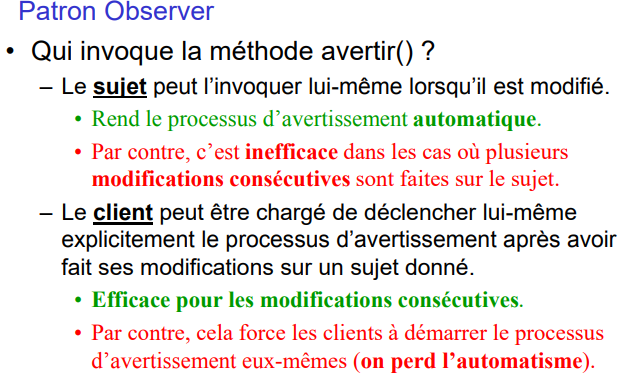 Patron Observer
• Qui invoque la méthode avertir() ?
– Le sujet peut l’invoquer lui-même lorsqu’il est modifié.
• Rend le processus d’avertissement automatique.
• Par contre, c’est inefficace dans les cas où plusieurs
modifications consécutives sont faites sur le sujet.
– Le client peut être chargé de déclencher lui-même
explicitement le processus d’avertissement après avoir
fait ses modifications sur un sujet donné.
• Efficace pour les modifications consécutives.
• Par contre, cela force les clients à démarrer le processus
d’avertissement eux-mêmes (on perd l’automatisme).